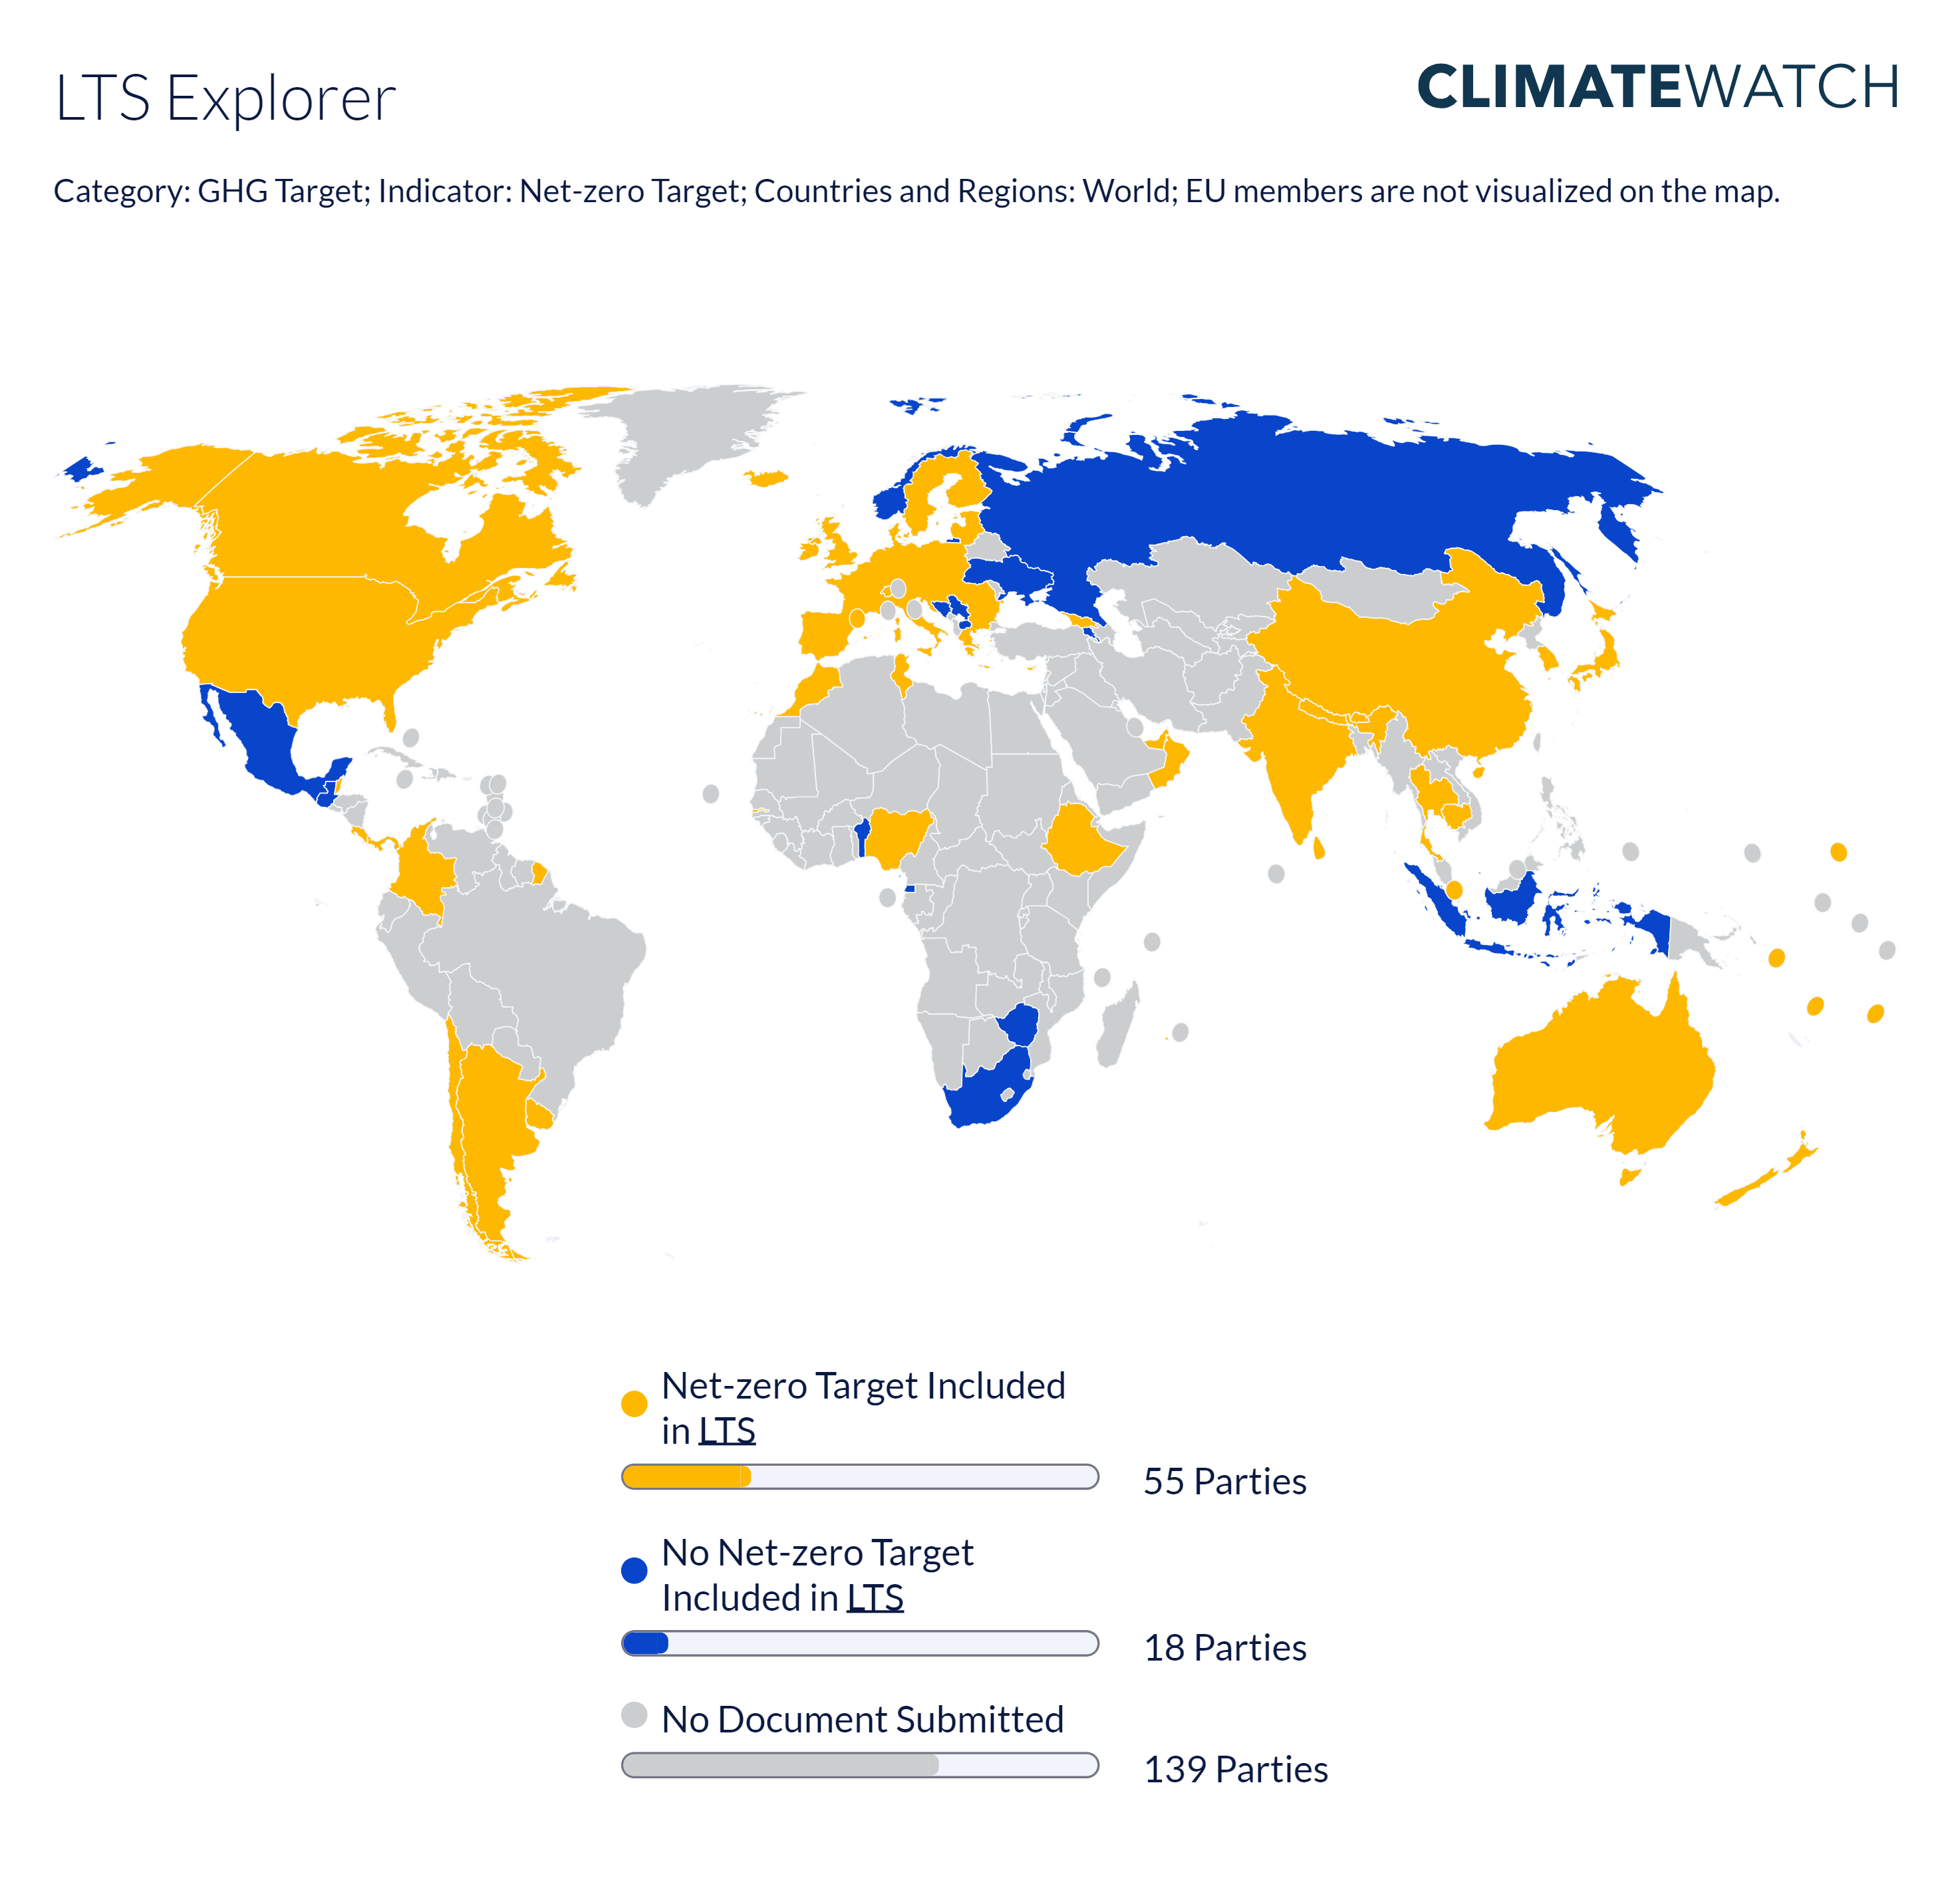 LTS Explorer
CLIMATEWATCH
Category: GHG Target; Indicator: Net-zero Target; Countries and Regions: World; EU members are not visualized on the map.
Net-zero Target Included
in LTS
55 Parties
No Net-zero Target
Included in LTS
18 Parties
No Document Submitted
139 Parties